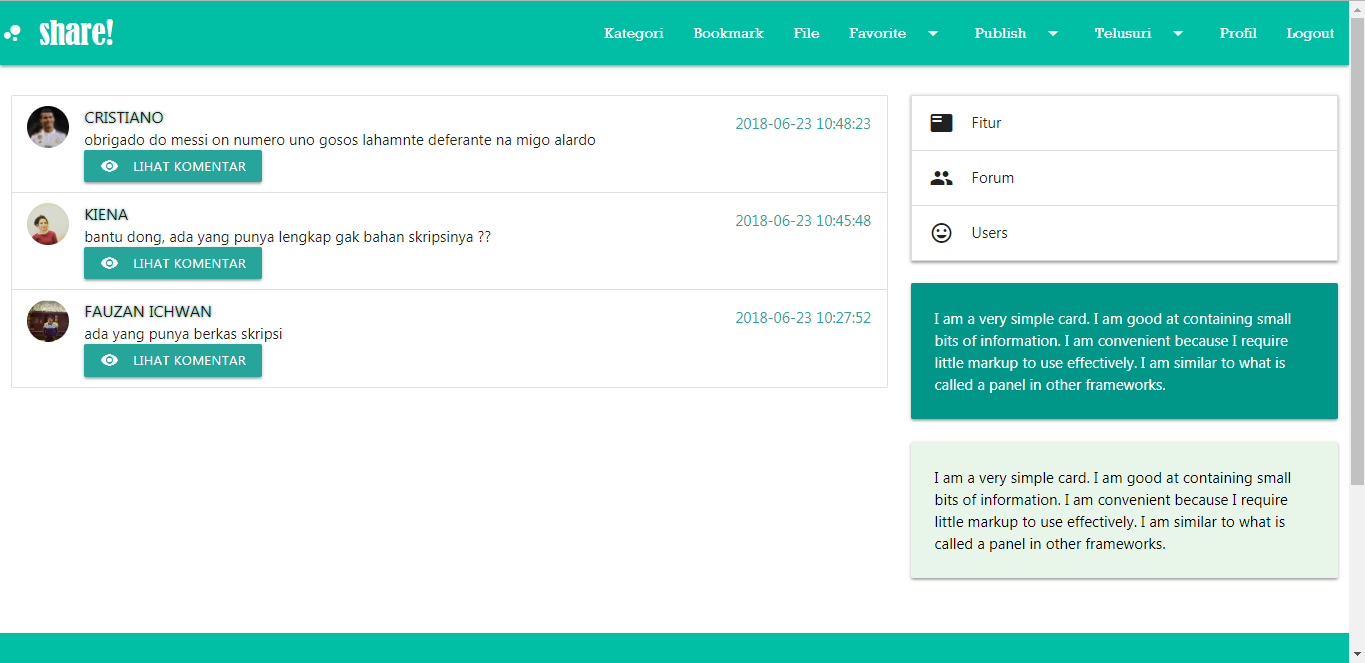 share!
Kategori Bookmark File Favorite Publish Telusuri Profil Logout
CRISTIANO
2018-06-23 10:48:23
obrigado do messi on numero uno gosos lahamnte deferante na migo alardo
LIHAT KOMENTAR
KIENA
2018-06-23 10:45:48
bantu dong, ada yang punya lengkap gak bahan skripsinya ??
LIHAT KOMENTAR
FAUZAN ICHWAN
2018-06-23 10:27:52
ada yang punya berkas skripsi
LIHAT KOMENTAR
Fitur
Forum
Users
I am a very simple card. I am good at containing small
bits of information. I am convenient because I require
little markup to use effectively. I am similar to what is
called a panel in other frameworks.
I am a very simple card. I am good at containing small
bits of information. I am convenient because I require
little markup to use effectively. I am similar to what is
called a panel in other frameworks.